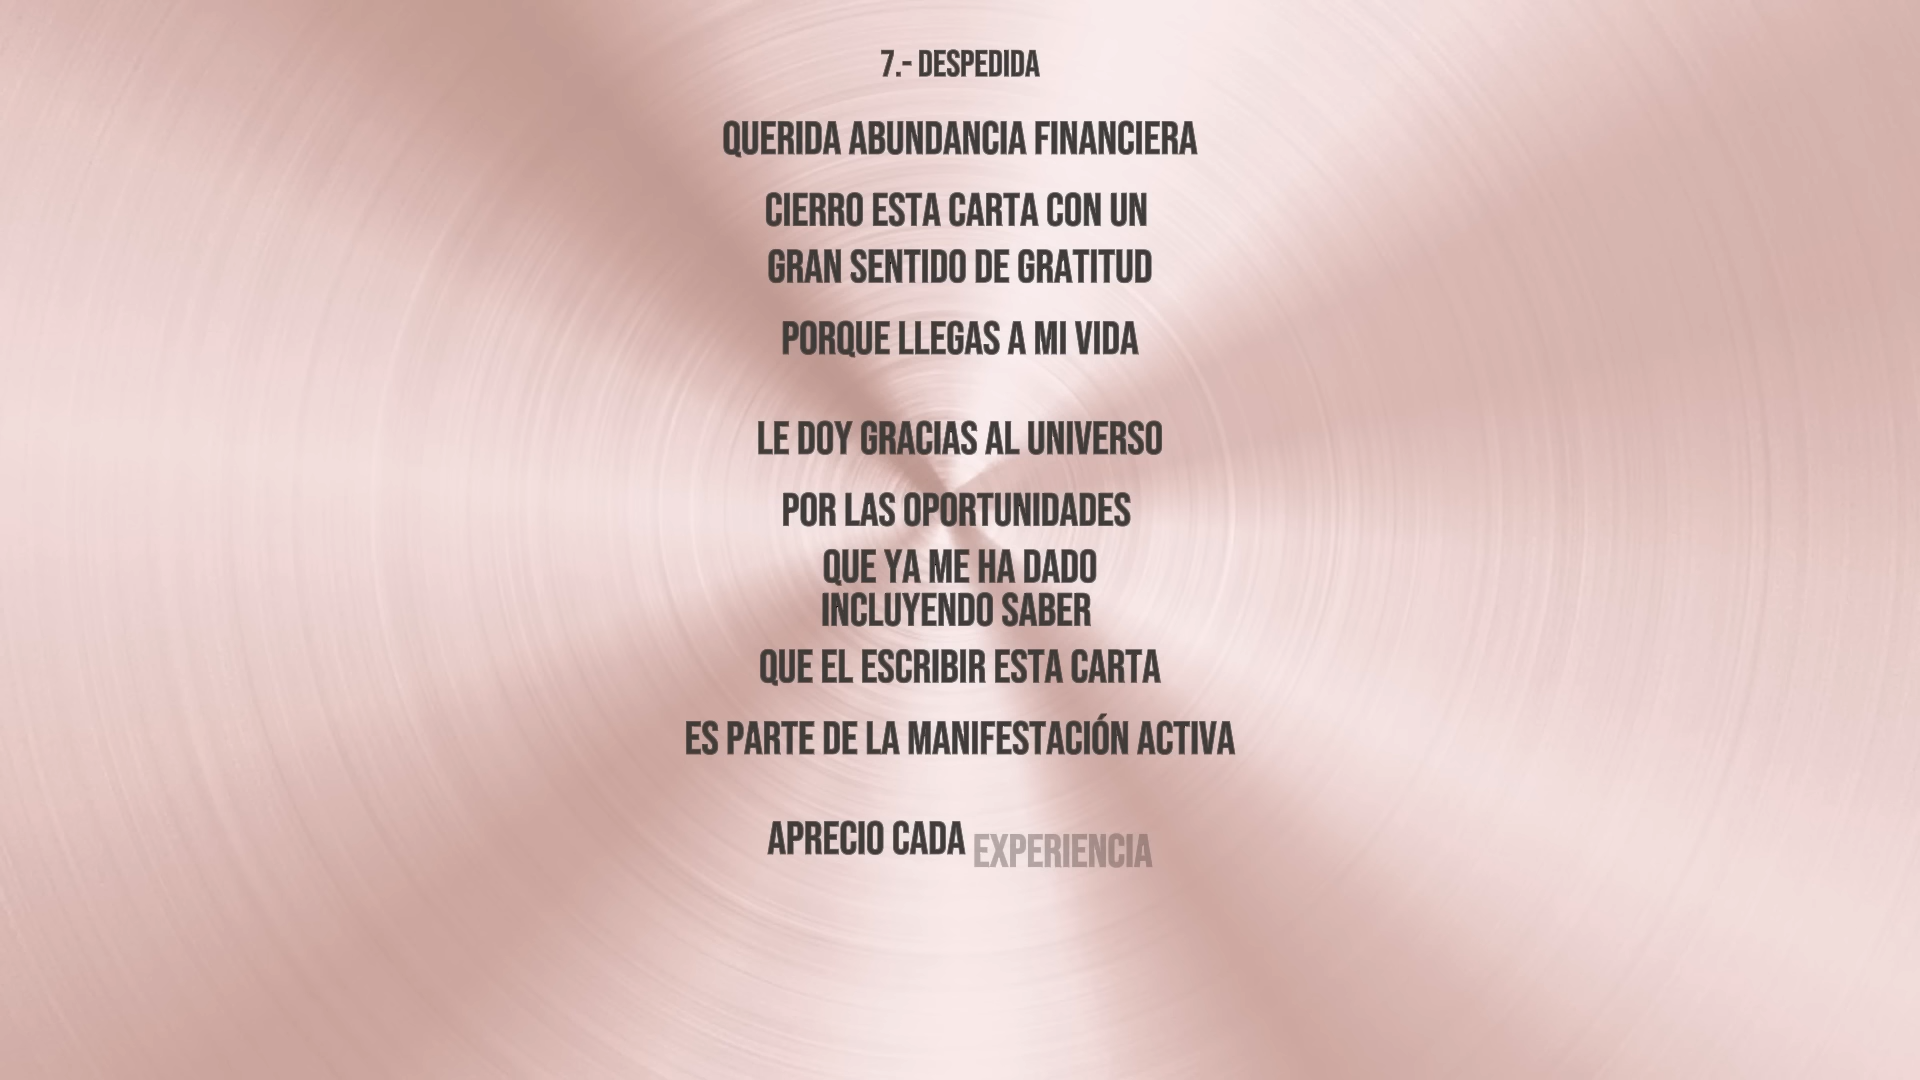 7.- DESPEDIDA
QUERIDA ABUNDANCIA FINANCIERA
CIERRO ESTA CARTA CON UN
GRAN SENTIDO DE GRATITUD
PORQUE LLEGAS A MI VIDA
LE DOY GRACIAS AL UNIVERSO
POR LAS OPORTUNIDADES
QUE YA ME HA DADO
INCLUYENDO SABER
QUE EL ESCRIBIR ESTA CARTA
ES PARTE DE LA MANIFESTACIÓN ACTIVA
APRECIO CADA EXPERIENCIA